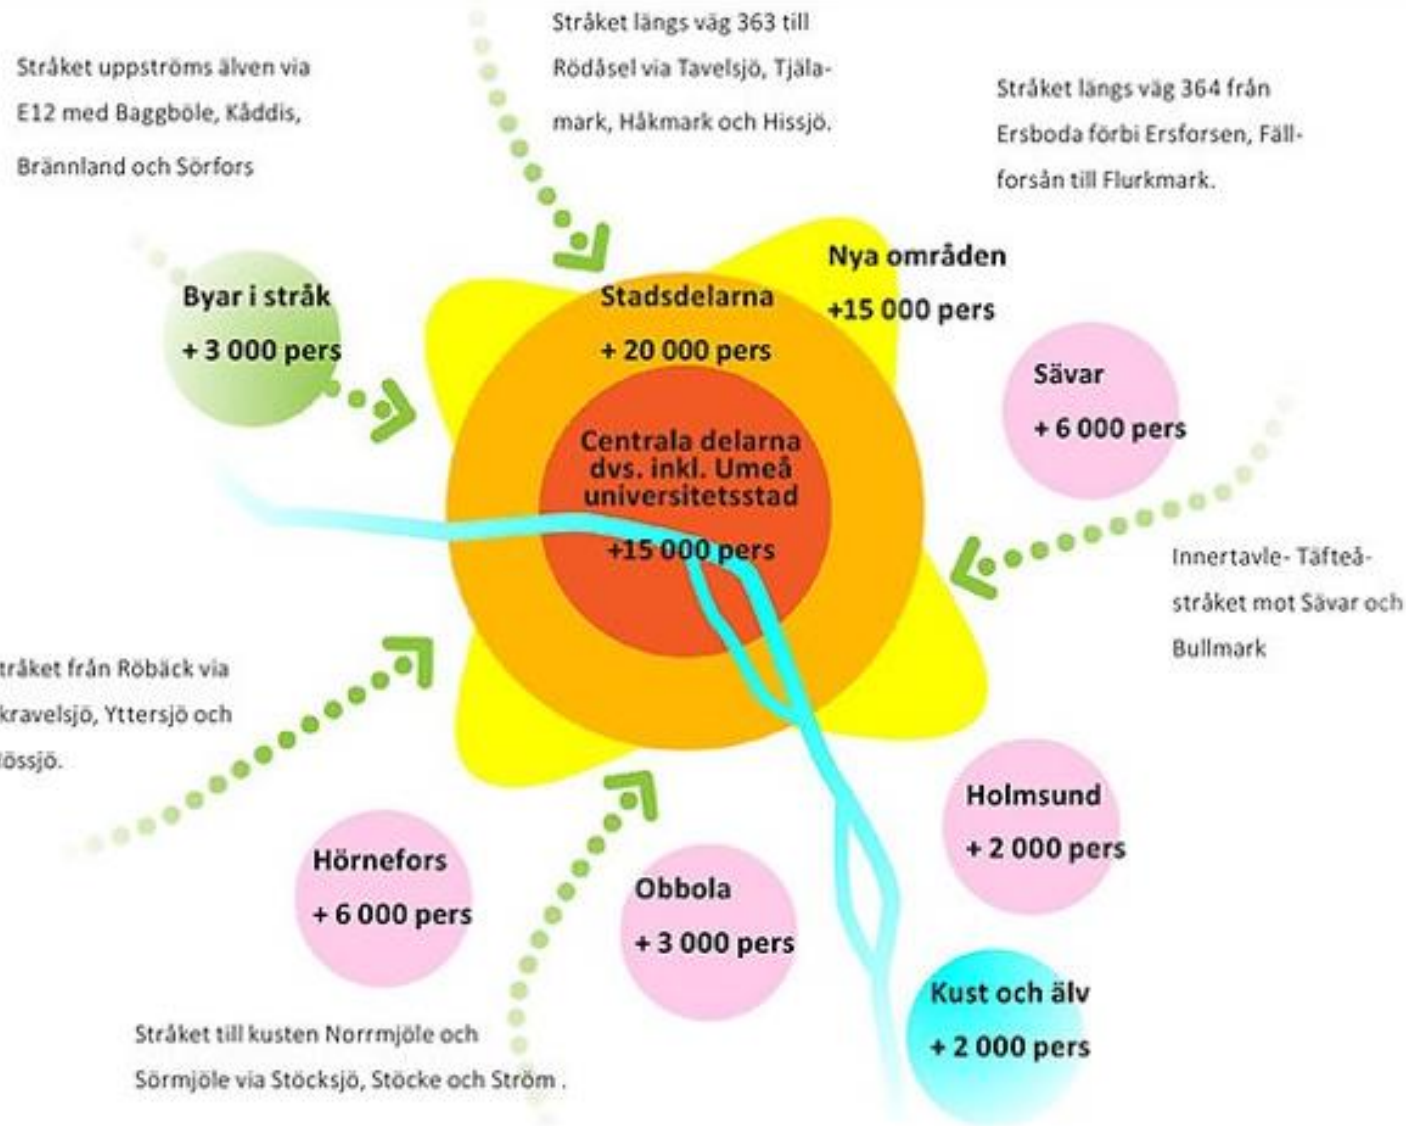 Stråket uppströms älven via
E12 med Baggböle, Kåddis,
Brännland och Sörfors
Stråket längs väg 363 till
Rödåsel via Tavelsjö, Tjäla-
mark, Håkmark och Hissjö.
Stråket längs väg 364 från
Ersboda förbi Ersforsen, Fäll-
forsån till Flurkmark.
Byar i stråk
+ 3 000 pers
Stadsdelarna
+ 20 000 pers
Nya områden
+15 000 pers
Sävar
+ 6 000 pers
Centrala delarna
dvs. inkl. Umeå
universitetsstad
+15 000 pers
Innertavle- Täfteå-
stråket mot Sävar och
Bullmark
tråket från Röbäck via
kravelsjö, Yttersjö och
lössjö.
Hörnefors
+ 6 000 pers
Obbola
+ 3 000 pers
Holmsund
+ 2 000 pers
Kust och älv
+ 2 000 pers
Stråket till kusten Norrmjöle och
Sörmjöle via Stöcksjö, Stöcke och Ström .